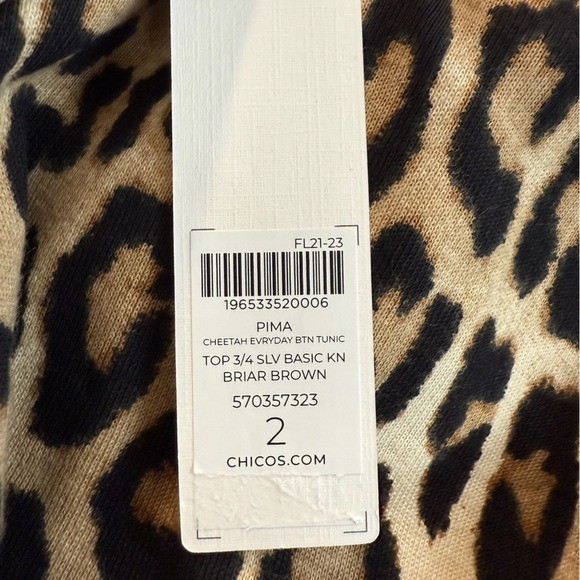 FL21-23
196533520006
PIMA
CHEETAH EVRYDAY BTN TUNIC
TOP 3/4 SLV BASIC KN
BRIAR BROWN
570357323
2
CHICOS.COM